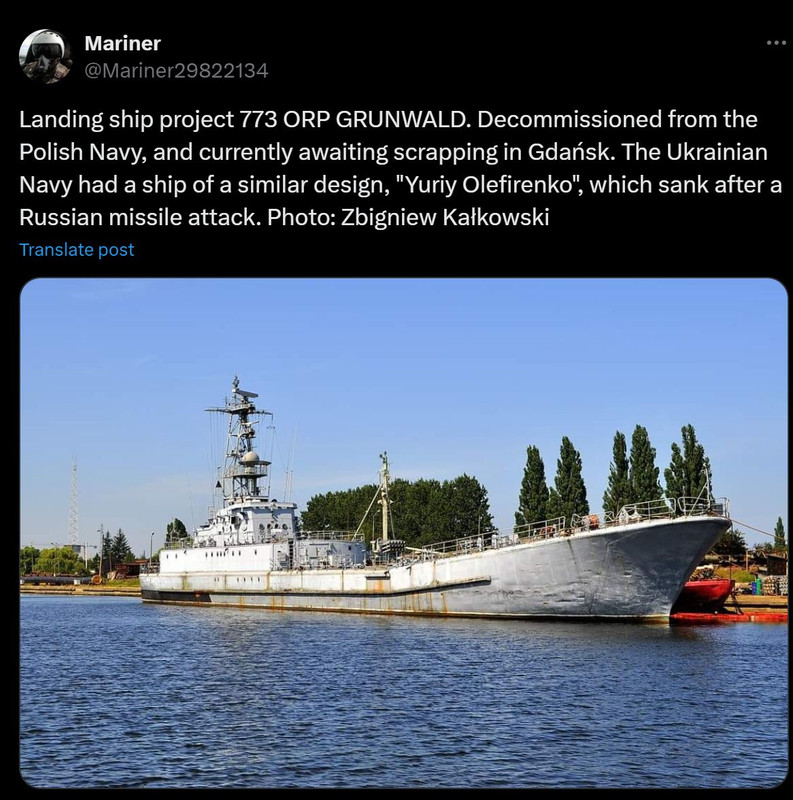 Mariner
@Mariner29822134
Landing ship project 773 ORP GRUNWALD. Decommissioned from the
Polish Navy, and currently awaiting scrapping in Gdańsk. The Ukrainian
Navy had a ship of a similar design, "Yuriy Olefirenko", which sank after a
Russian missile attack. Photo: Zbigniew Kałkowski
Translate post